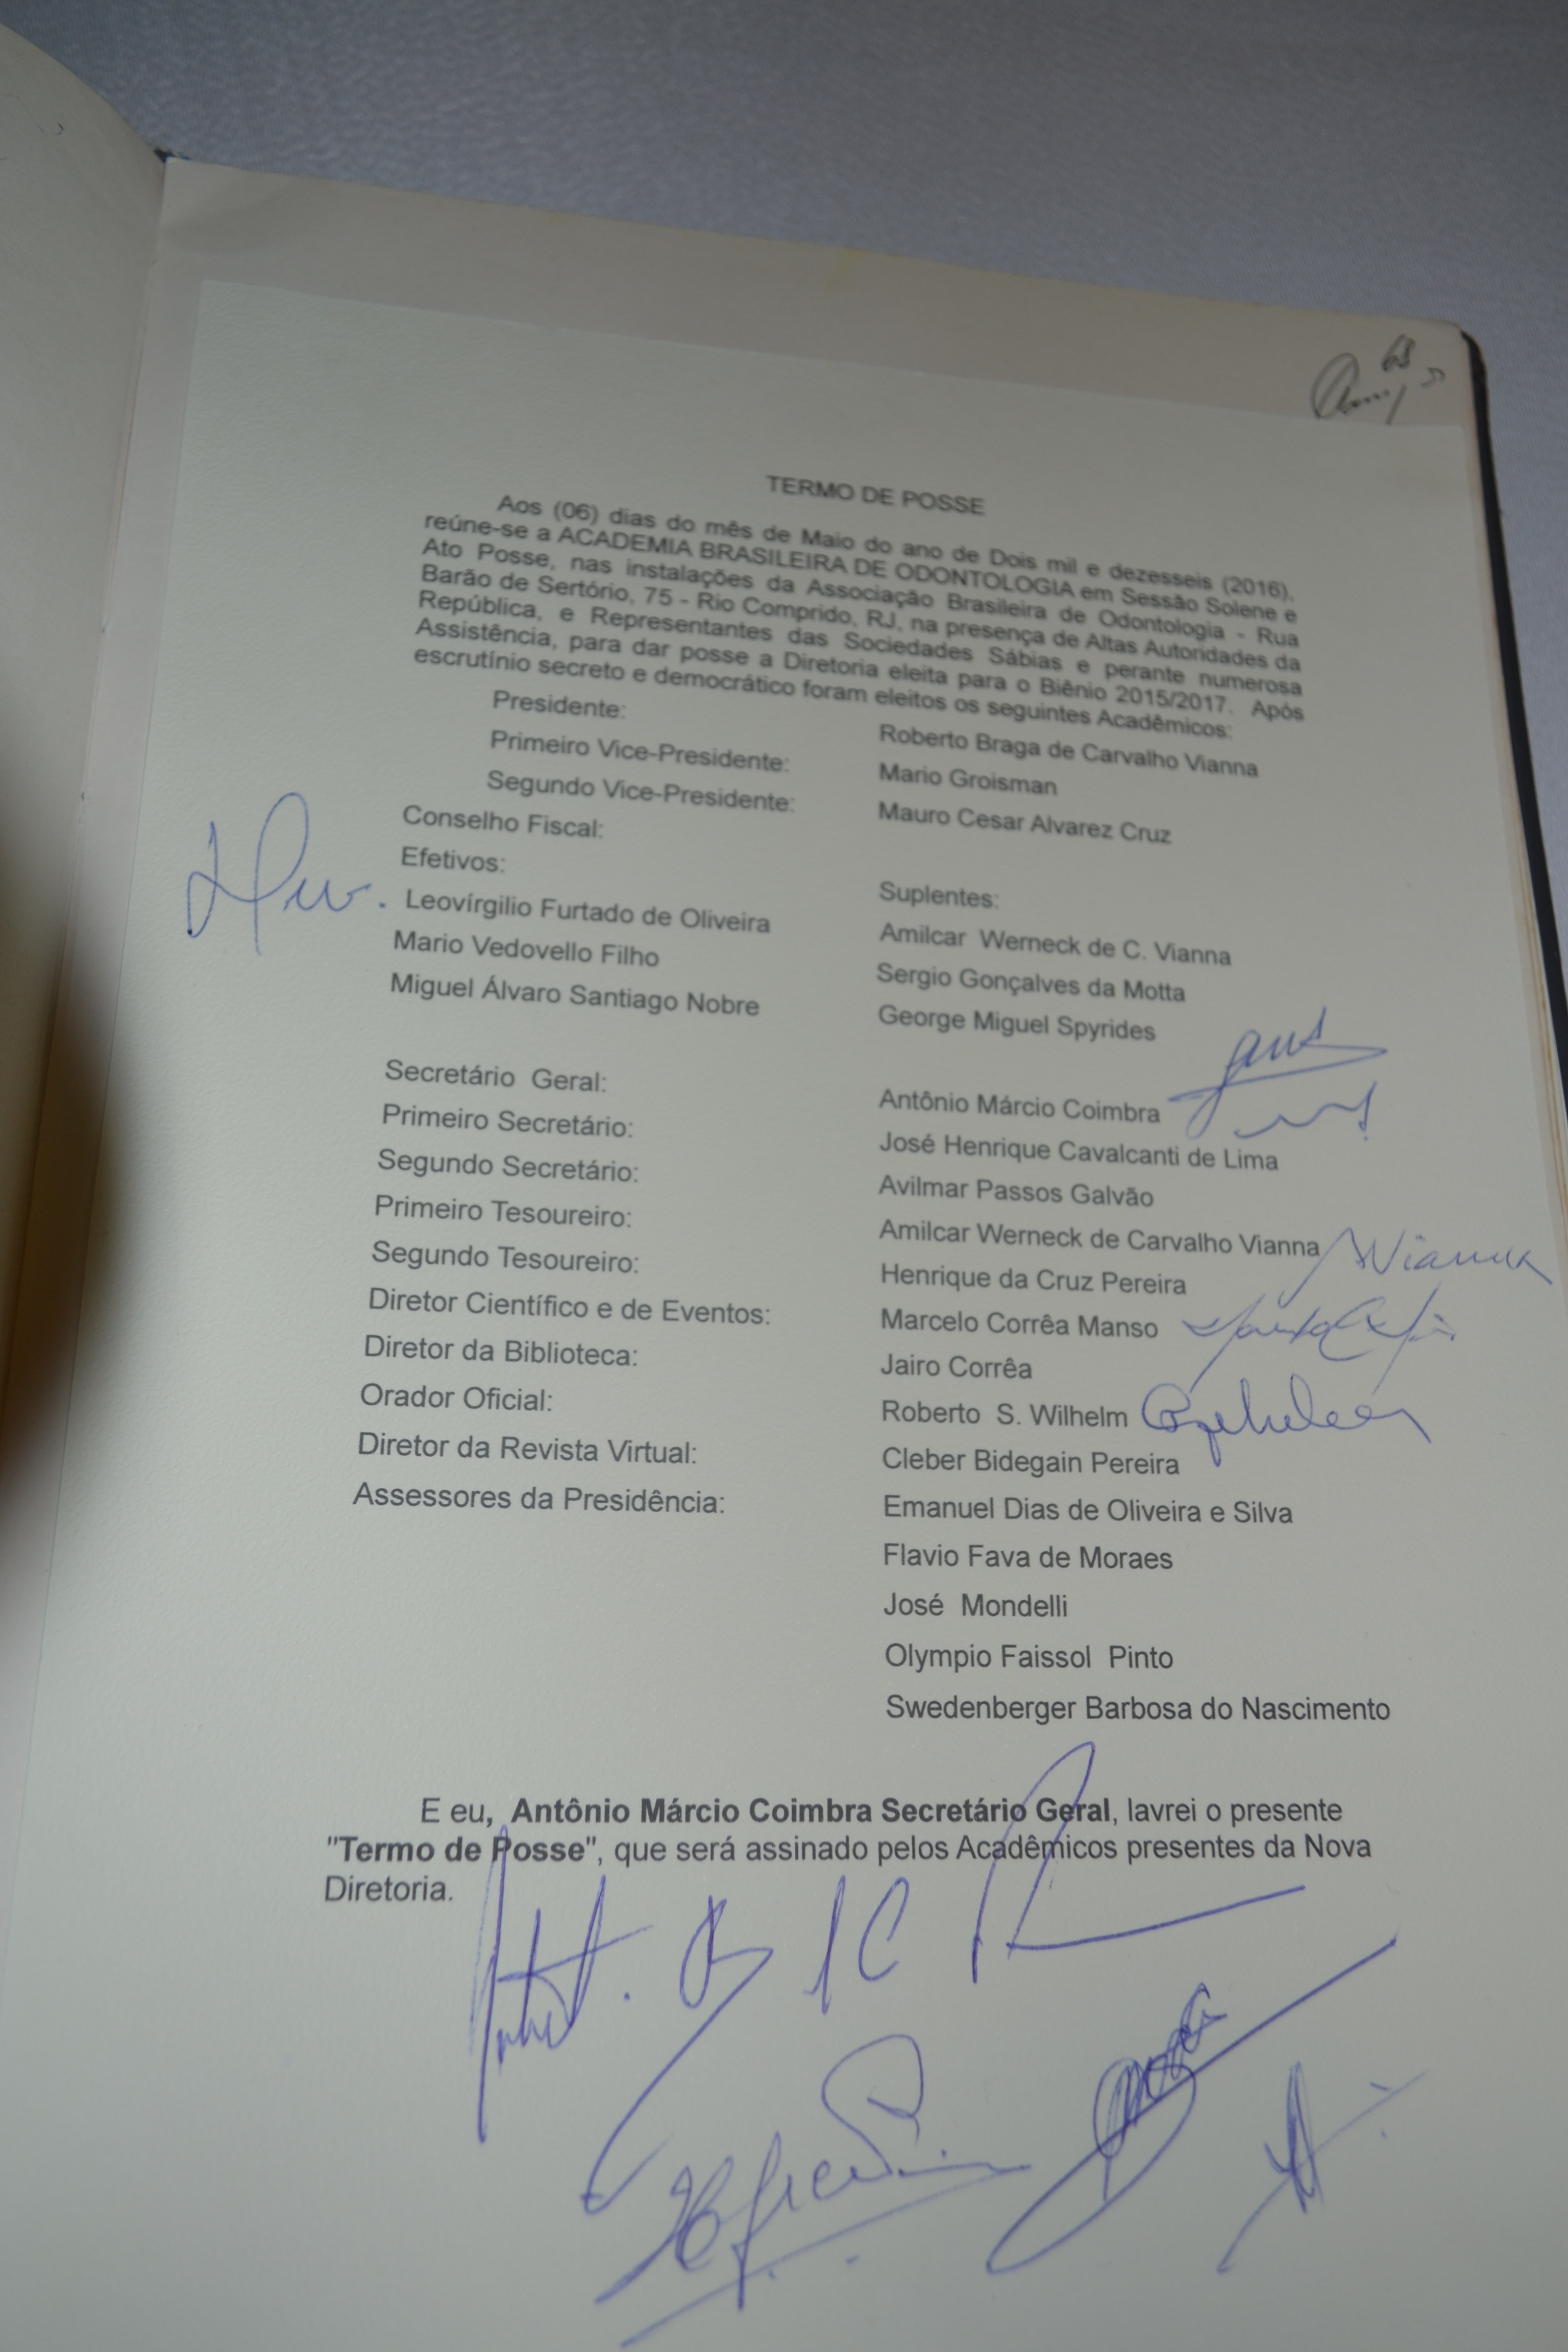 TERMO DE POSSE
Aos (06) dias do mês de Maio do ano de Dois mil e dezesseis (2016),
reúne-se a ACADEMIA BRASILEIRA DE ODONTOLOGIA em Sessão Solene e
Ato Posse, nas instalações da Associação Brasileira de Odontologia - Rua
Barão de Sertório, 75 - Rio Comprido, RJ, na presença de Altas Autoridades da
República, e Representantes das Sociedades Sábias e perante numerosa
Assistência, para dar posse a Diretoria eleita para o Biênio 2015/2017. Após
escrutínio secreto e democrático foram eleitos os seguintes Acadêmicos:
Presidente: Roberto Braga de Carvalho Vianna
Primeiro Vice-Presidente: Mario Groisman
Segundo Vice-Presidente: Mauro Cesar Alvarez Cruz
Conselho Fiscal:
Efetivos: Suplentes:
Leovírgilio Furtado de Oliveira Amilcar Werneck de C. Vianna
Mario Vedovello Filho Sergio Gonçalves da Motta
Miguel Álvaro Santiago Nobre George Miguel Spyrides
Secretário Geral: Antônio Márcio Coimbra
Primeiro Secretário: José Henrique Cavalcanti de Lima
Segundo Secretário: Avilmar Passos Galvão
Primeiro Tesoureiro: Amilcar Werneck de Carvalho Vianna
Segundo Tesoureiro: Henrique da Cruz Pereira
Diretor Científico e de Eventos: Marcelo Corrêa Manso
Diretor da Biblioteca: Jairo Corrêa
Orador Oficial: Roberto S. Wilhelm
Diretor da Revista Virtual: Cleber Bidegain Pereira
Assessores da Presidência: Emanuel Dias de Oliveira e Silva
Flavio Fava de Moraes
José Mondelli
Olympio Faissol Pinto
Swedenberger Barbosa do Nascimento
E eu, Antônio Márcio Coimbra Secretário Geral, lavrei o presente
"Termo de Posse", que será assinado pelos Acadêmicos presentes da Nova
Diretoria.